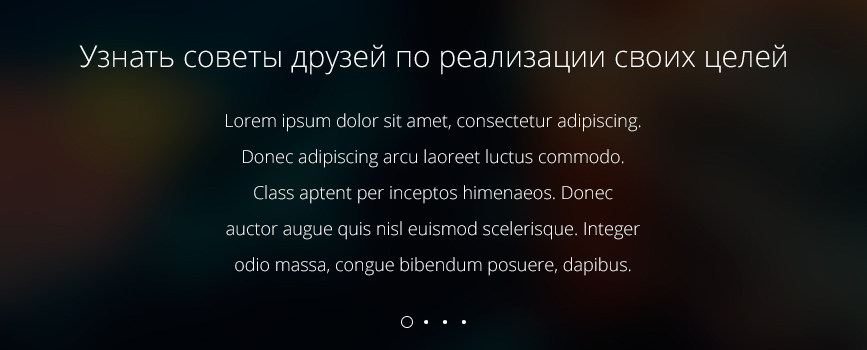 Узнать советы друзей по реализации своих целей
Lorem ipsum dolor sit amet, consectetur adipiscing.
Donec adipiscing arcu laoreet luctus commodo.
Class aptent per inceptos himenaeos. Donec
auctor augue quis nisl euismod scelerisque. Integer
odio massa, congue bibendum posuere, dapibus.